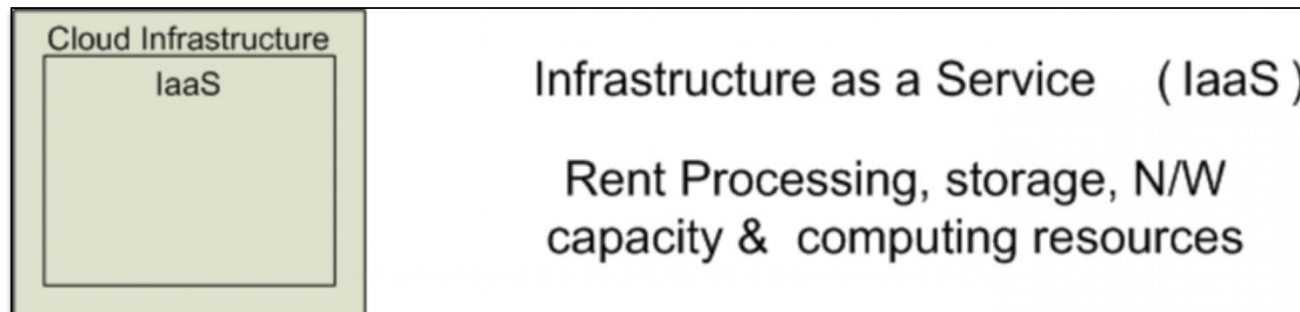 Cloud Infrastructure
IaaS
Infrastructure as a Service ( IaaS )
Rent Processing, storage, N/W
capacity & computing resources